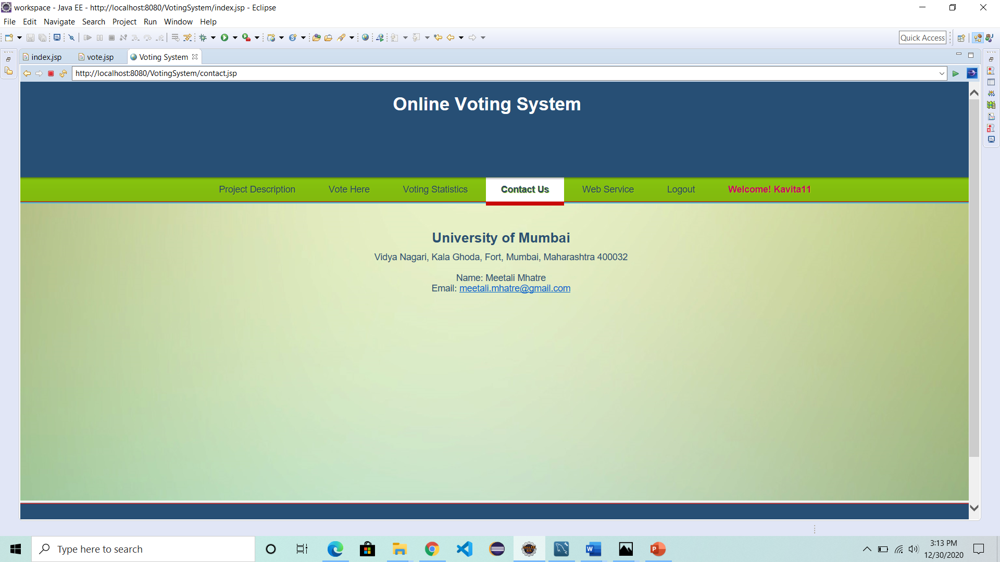 workspace - Java EE - http://localhost:8080/VotingSystem/index.jsp - Eclipse
File Edit Navigate Search Project Run Window Help
Quick Access
index.jsp vote.jsp Voting System
http://localhost:8080/VotingSystem/contact.jsp
Online Voting System
Project Description Vote Here Voting Statistics Contact Us Web Service Logout Welcome! Kavita11
University of Mumbai
Vidya Nagari, Kala Ghoda, Fort, Mumbai, Maharashtra 400032
Name: Meetali Mhatre
Email: meetali.mhatre@gmail.com
Type here to search
3:13 PM
12/30/2020